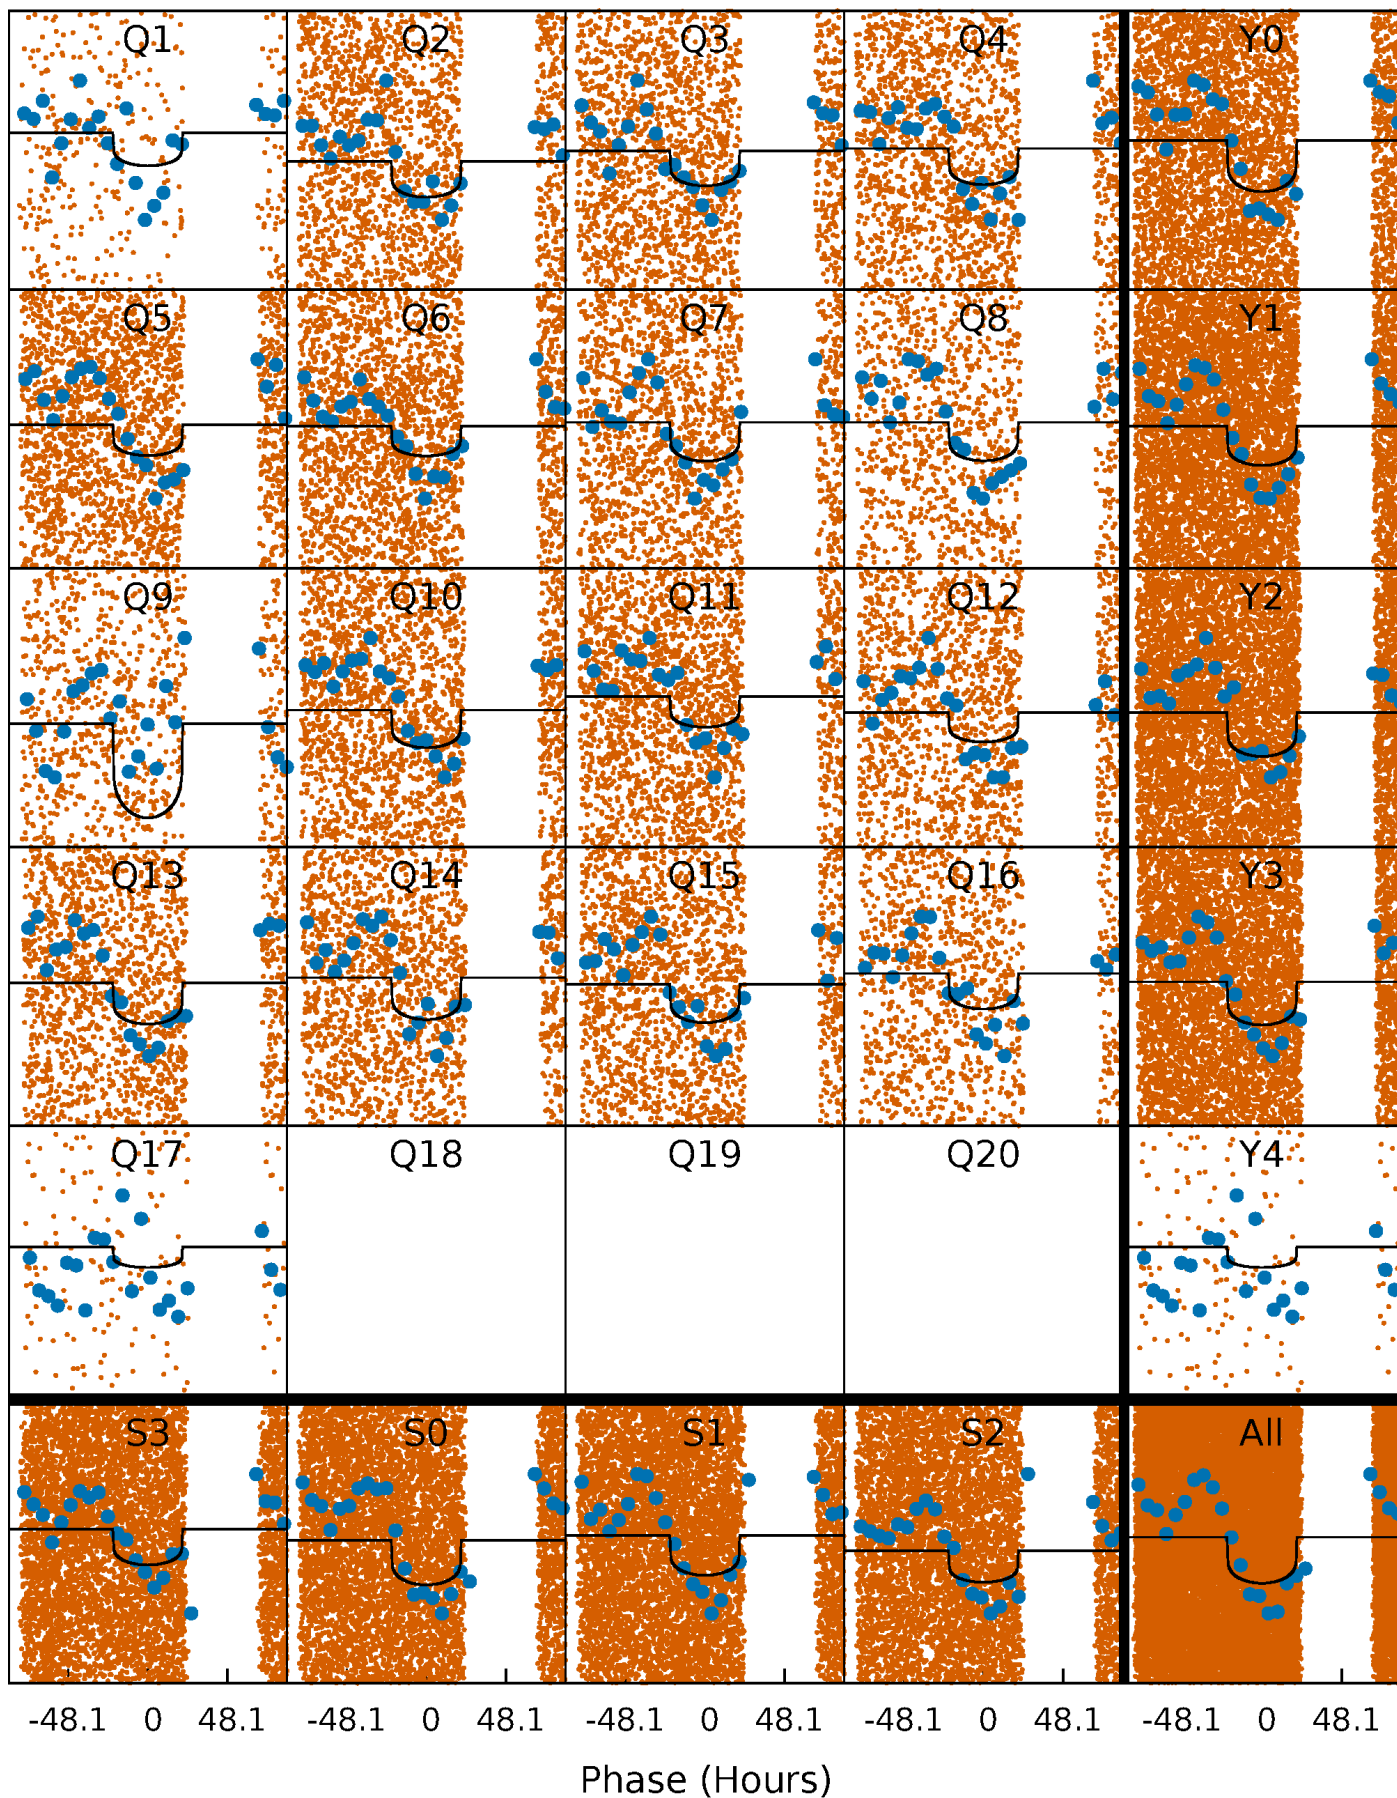 Q1 Q2 Q3 Q4 Y0
Q5 Q6 Q7 Q8 Y1
Q9 Q10 Q11 Q12 Y2
Q13 Q14 Q15 Q16 Y3
Q17 Q18 Q19 Q20 Y4
S3 S0 S1 S2 All
-48.1 0 48.1 -48.1 0 48.1 -48.1 0 48.1 -48.1 0 48.1 -48.1 0 48.1
Phase (Hours)